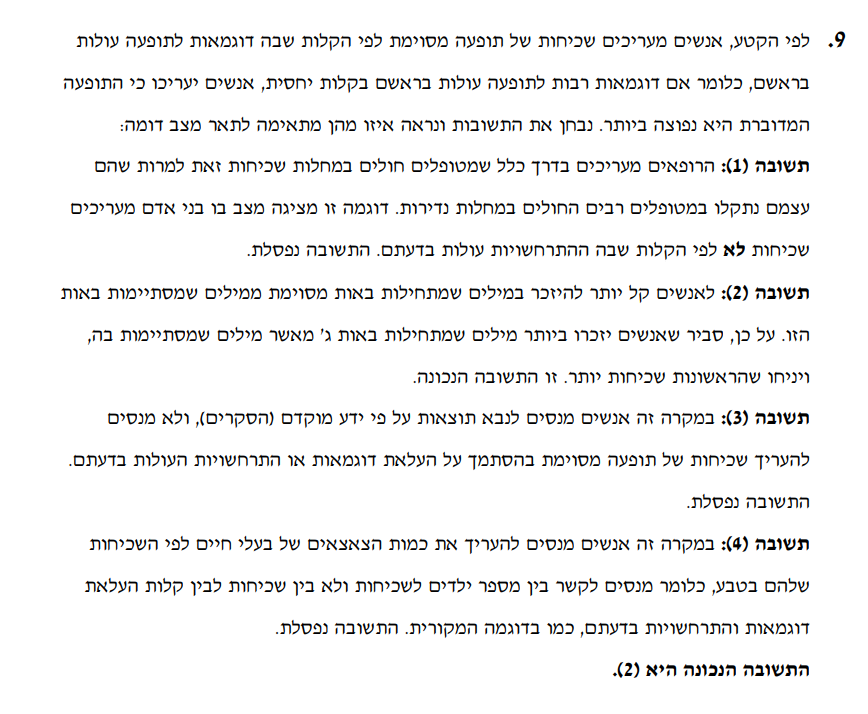 9. לפי הקטע, אנשים מעריכים שכיחות של תופעה מסוימת לפי הקלות שבה דוגמאות לתופעה עולות
בראשם, כלומר אם דוגמאות רבות לתופעה עולות בראשם בקלות יחסית, אנשים יעריכו כי התופעה
המדוברת היא נפוצה ביותר. נבחן את התשובות ונראה איזו מהן מתאימה לתאר מצב דומה:
תשובה (1): הרופאים מעריכים בדרך כלל שמטופלים חולים במחלות שכיחות זאת למרות שהם
עצמם נתקלו במטופלים רבים החולים במחלות נדירות. דוגמה זו מציגה מצב בו בני אדם מעריכים
שכיחות לא לפי הקלות שבה ההתרחשויות עולות בדעתם. התשובה נפסלת.
תשובה (2): לאנשים קל יותר להיזכר במילים שמתחילות באות מסוימת ממילים שמסתיימות באות
הזו. על כן, סביר שאנשים יזכרו ביותר מילים שמתחילות באות ג' מאשר מילים שמסתיימות בה,
ויניחו שהראשונות שכיחות יותר. זו התשובה הנכונה.
תשובה (3): במקרה זה אנשים מנסים לנבא תוצאות על פי ידע מוקדם (הסקרים), ולא מנסים
להעריך שכיחות של תופעה מסוימת בהסתמך על העלאת דוגמאות או התרחשויות העולות בדעתם.
התשובה נפסלת.
תשובה (4): במקרה זה אנשים מנסים להעריך את כמות הצאצאים של בעלי חיים לפי השכיחות
שלהם בטבע, כלומר מנסים לקשר בין מספר ילדים לשכיחות ולא בין שכיחות לבין קלות העלאת
דוגמאות והתרחשויות בדעתם, כמו בדוגמה המקורית. התשובה נפסלת.
התשובה הנכונה היא (2).